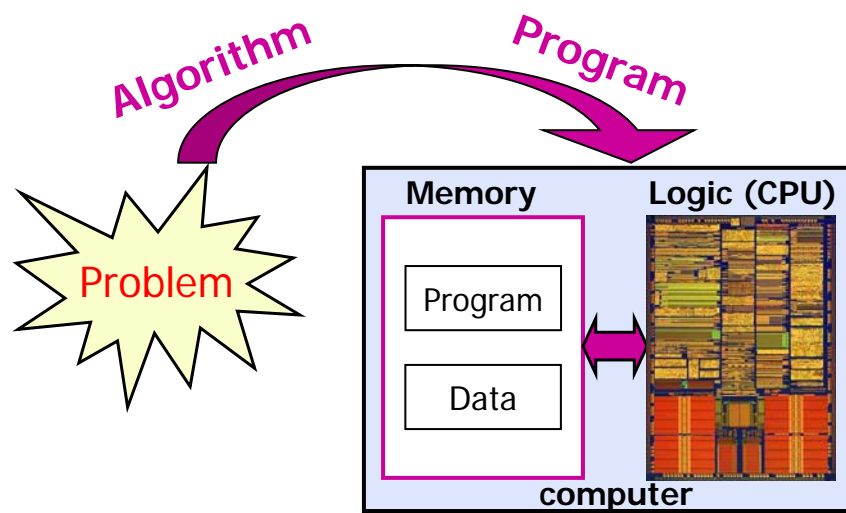 Algorithm
Program
Problem
Memory
Logic (CPU)
Program
Data
computer